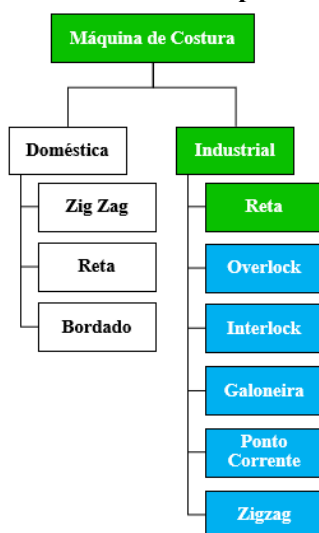 Máquina de Costura
Doméstica
Industrial
Zig Zag
Reta
Bordado
Reta
Overlock
Interlock
Galoneira
Ponto
Corrente
Zigzag